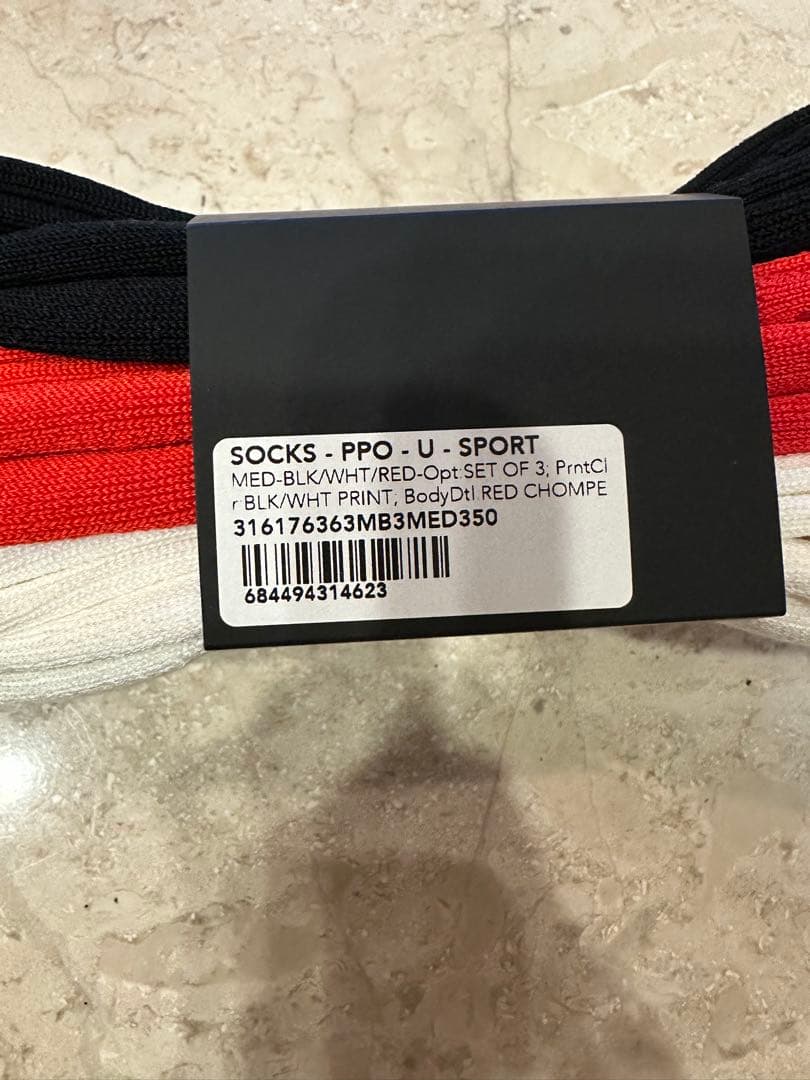 SOCKS - PPO - U - SPORT
MED-BLK/WHT/RED-Opt:SET OF 3; PrntCl
r:BLK/WHT PRINT; BodyDtl:RED CHOMPE
316176363MB3MED350
684494314623